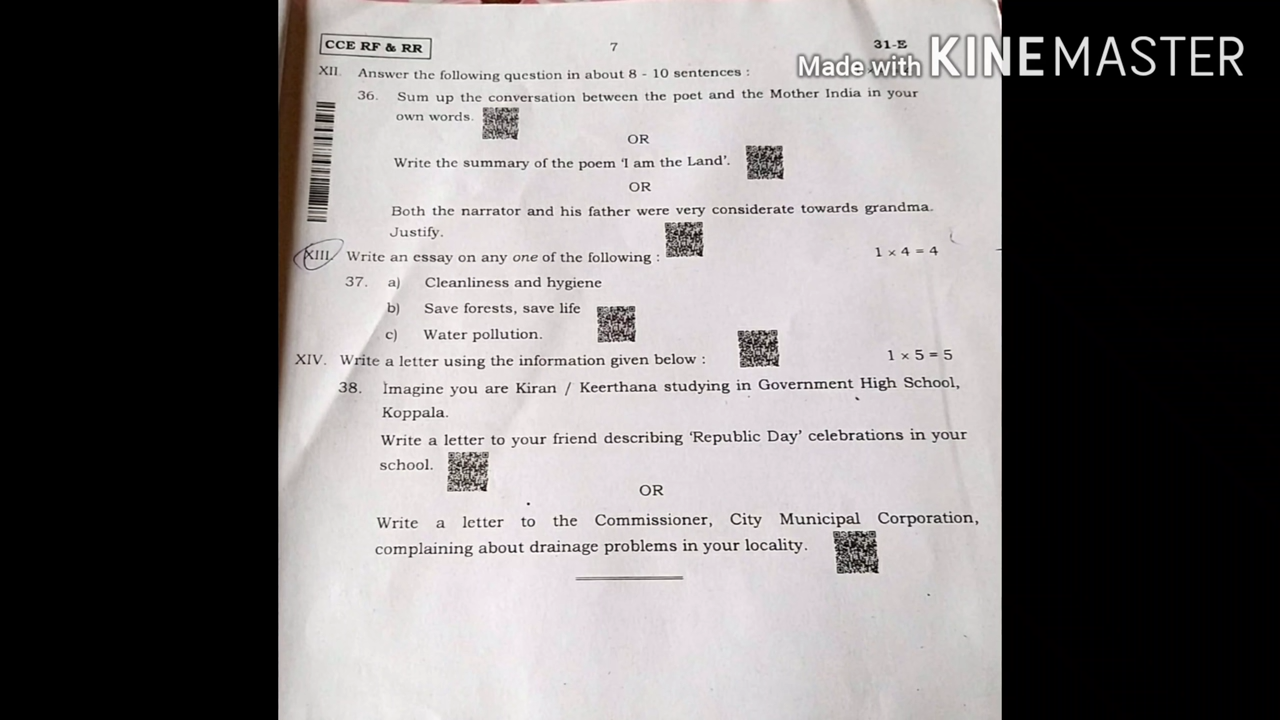 CCE RF & RR 7 31-E
Made with KINEMASTER
XII. Answer the following question in about 8 - 10 sentences :
36. Sum up the conversation between the poet and the Mother India in your
own words.
OR
Write the summary of the poem 'I am the Land'.
OR
Both the narrator and his father were very considerate towards grandma.
Justify.
XIII. Write an essay on any one of the following : 1 x 4 = 4
37. a) Cleanliness and hygiene
b) Save forests, save life
c) Water pollution.
XIV. Write a letter using the information given below : 1 x 5 = 5
38. Imagine you are Kiran / Keerthana studying in Government High School,
Koppala.
Write a letter to your friend describing 'Republic Day' celebrations in your
school.
OR
Write a letter to the Commissioner, City Municipal Corporation,
complaining about drainage problems in your locality.